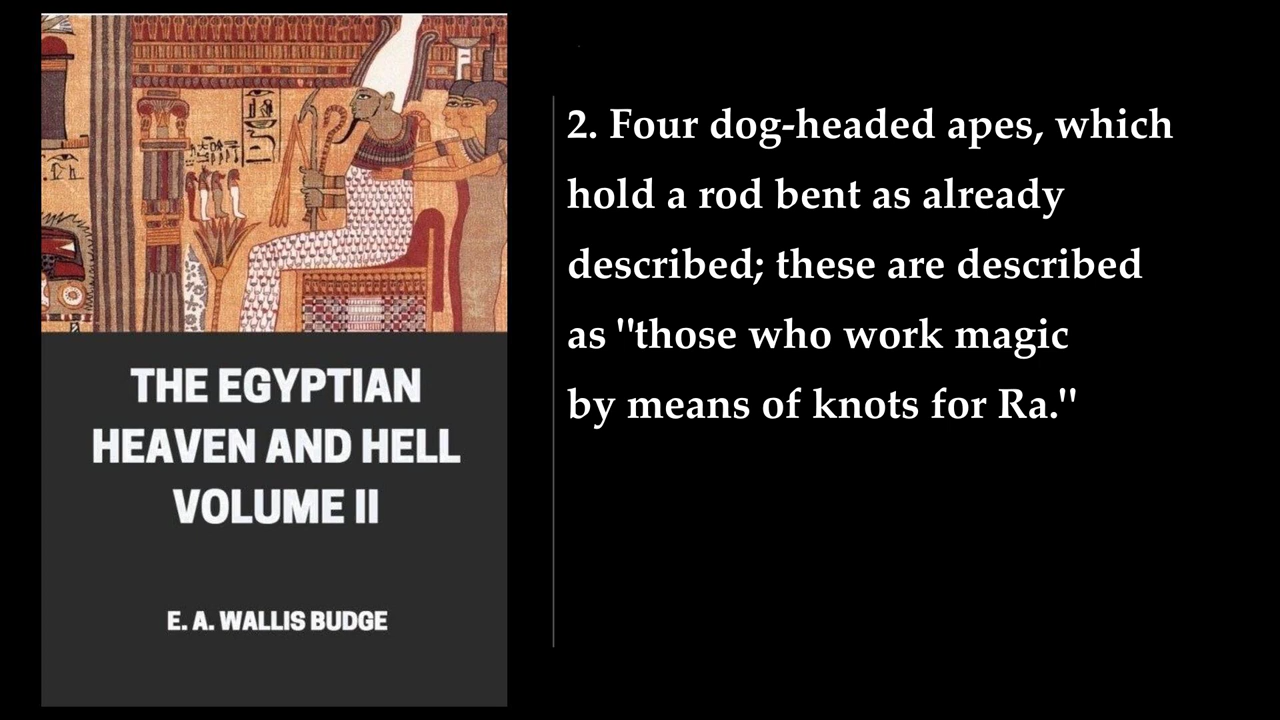 THE EGYPTIAN
HEAVEN AND HELL
VOLUME II
E. A. WALLIS BUDGE
2. Four dog-headed apes, which
hold a rod bent as already
described; these are described
as "those who work magic
by means of knots for Ra."